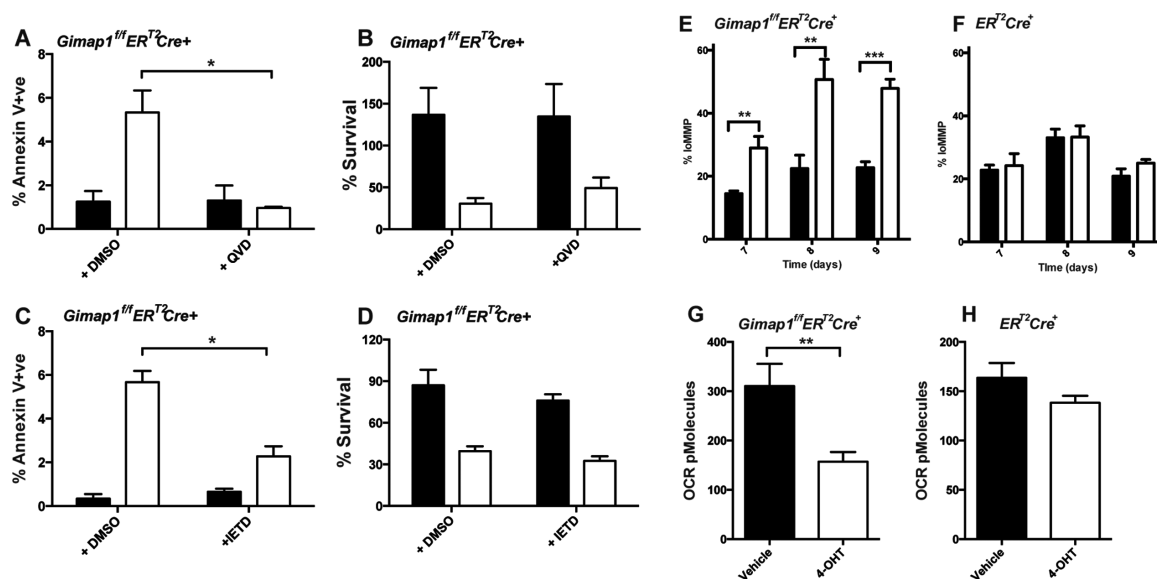 A
Gimap1f/fERT2Cre+
% Annexin V+ve
8
6
4
2
0
*
+ DMSO
+ QVD
B
Gimap1f/fERT2Cre+
% Survival
200
150
100
50
0
+ DMSO
+QVD
C
Gimap1f/fERT2Cre+
% Annexin V+ve
8
6
4
2
0
*
+ DMSO
+IETD
D
Gimap1f/fERT2Cre+
% Survival
120
90
60
30
0
+ DMSO
+ IETD
E
Gimap1f/fERT2Cre+
% loMMP
60
40
20
0
**
**
***
7
8
9
Time (days)
F
ERT2Cre+
% loMMP
60
40
20
0
7
8
9
Time (days)
G
Gimap1f/fERT2Cre+
OCR pMolecules
400
300
200
100
0
**
Vehicle
4-OHT
H
ERT2Cre+
OCR pMolecules
200
150
100
50
0
Vehicle
4-OHT